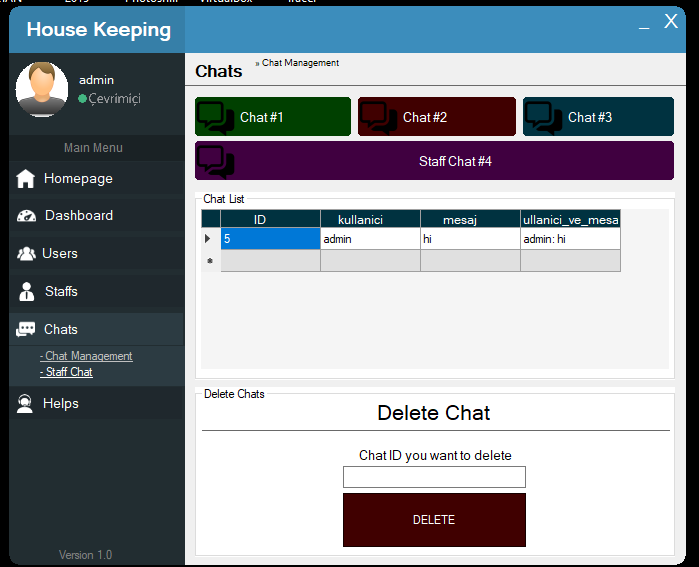 2019 VirtualBox
House Keeping
_ X
admin
Çevrimiçi
Main Menu
Homepage
Dashboard
Users
Staffs
Chats
- Chat Management
- Staff Chat
Helps
Version 1.0
Chats
» Chat Management
Chat #1
Chat #2
Chat #3
Staff Chat #4
Chat List
ID kullanici mesaj ullanici_ve_mesa
5 admin hi admin: hi
Delete Chats
Delete Chat
Chat ID you want to delete
DELETE